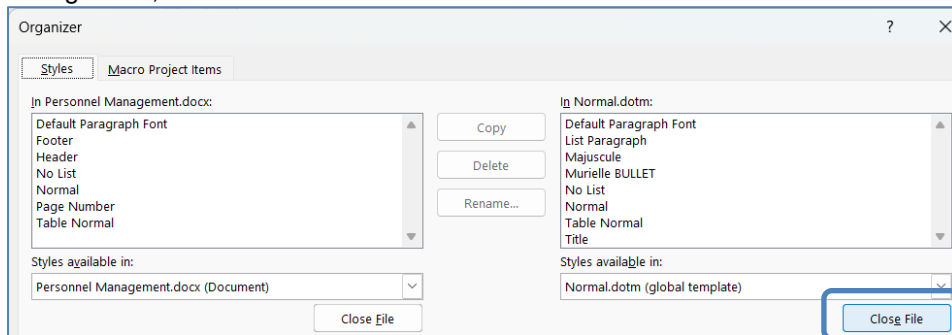 Organizer ?
Styles Macro Project Items
In Personnel Management.docx:
Default Paragraph Font
Footer
Header
No List
Normal
Page Number
Table Normal
Styles available in:
Personnel Management.docx (Document)
Close File
Copy
Delete
Rename...
In Normal.dotm:
Default Paragraph Font
List Paragraph
Majuscule
Murielle BULLET
No List
Normal
Table Normal
Title
Styles available in:
Normal.dotm (global template)
Close File